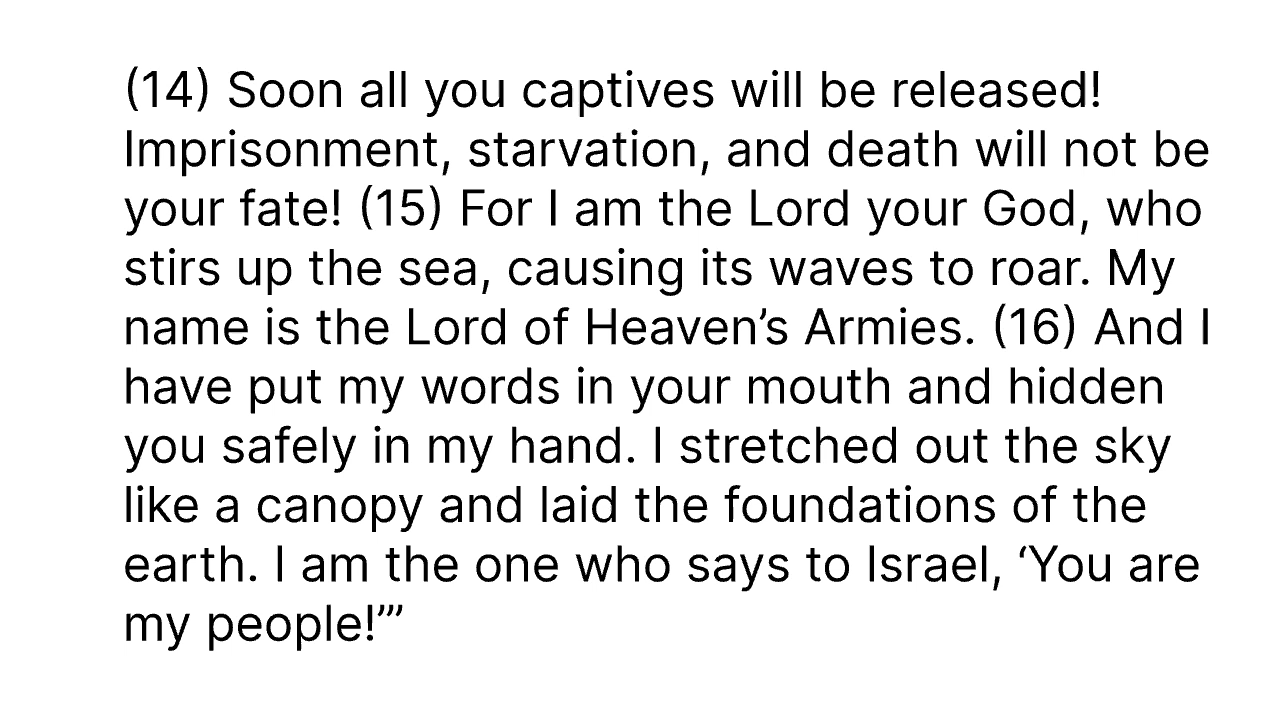 (14) Soon all you captives will be released!
Imprisonment, starvation, and death will not be
your fate! (15) For I am the Lord your God, who
stirs up the sea, causing its waves to roar. My
name is the Lord of Heaven’s Armies. (16) And I
have put my words in your mouth and hidden
you safely in my hand. I stretched out the sky
like a canopy and laid the foundations of the
earth. I am the one who says to Israel, ‘You are
my people!’”